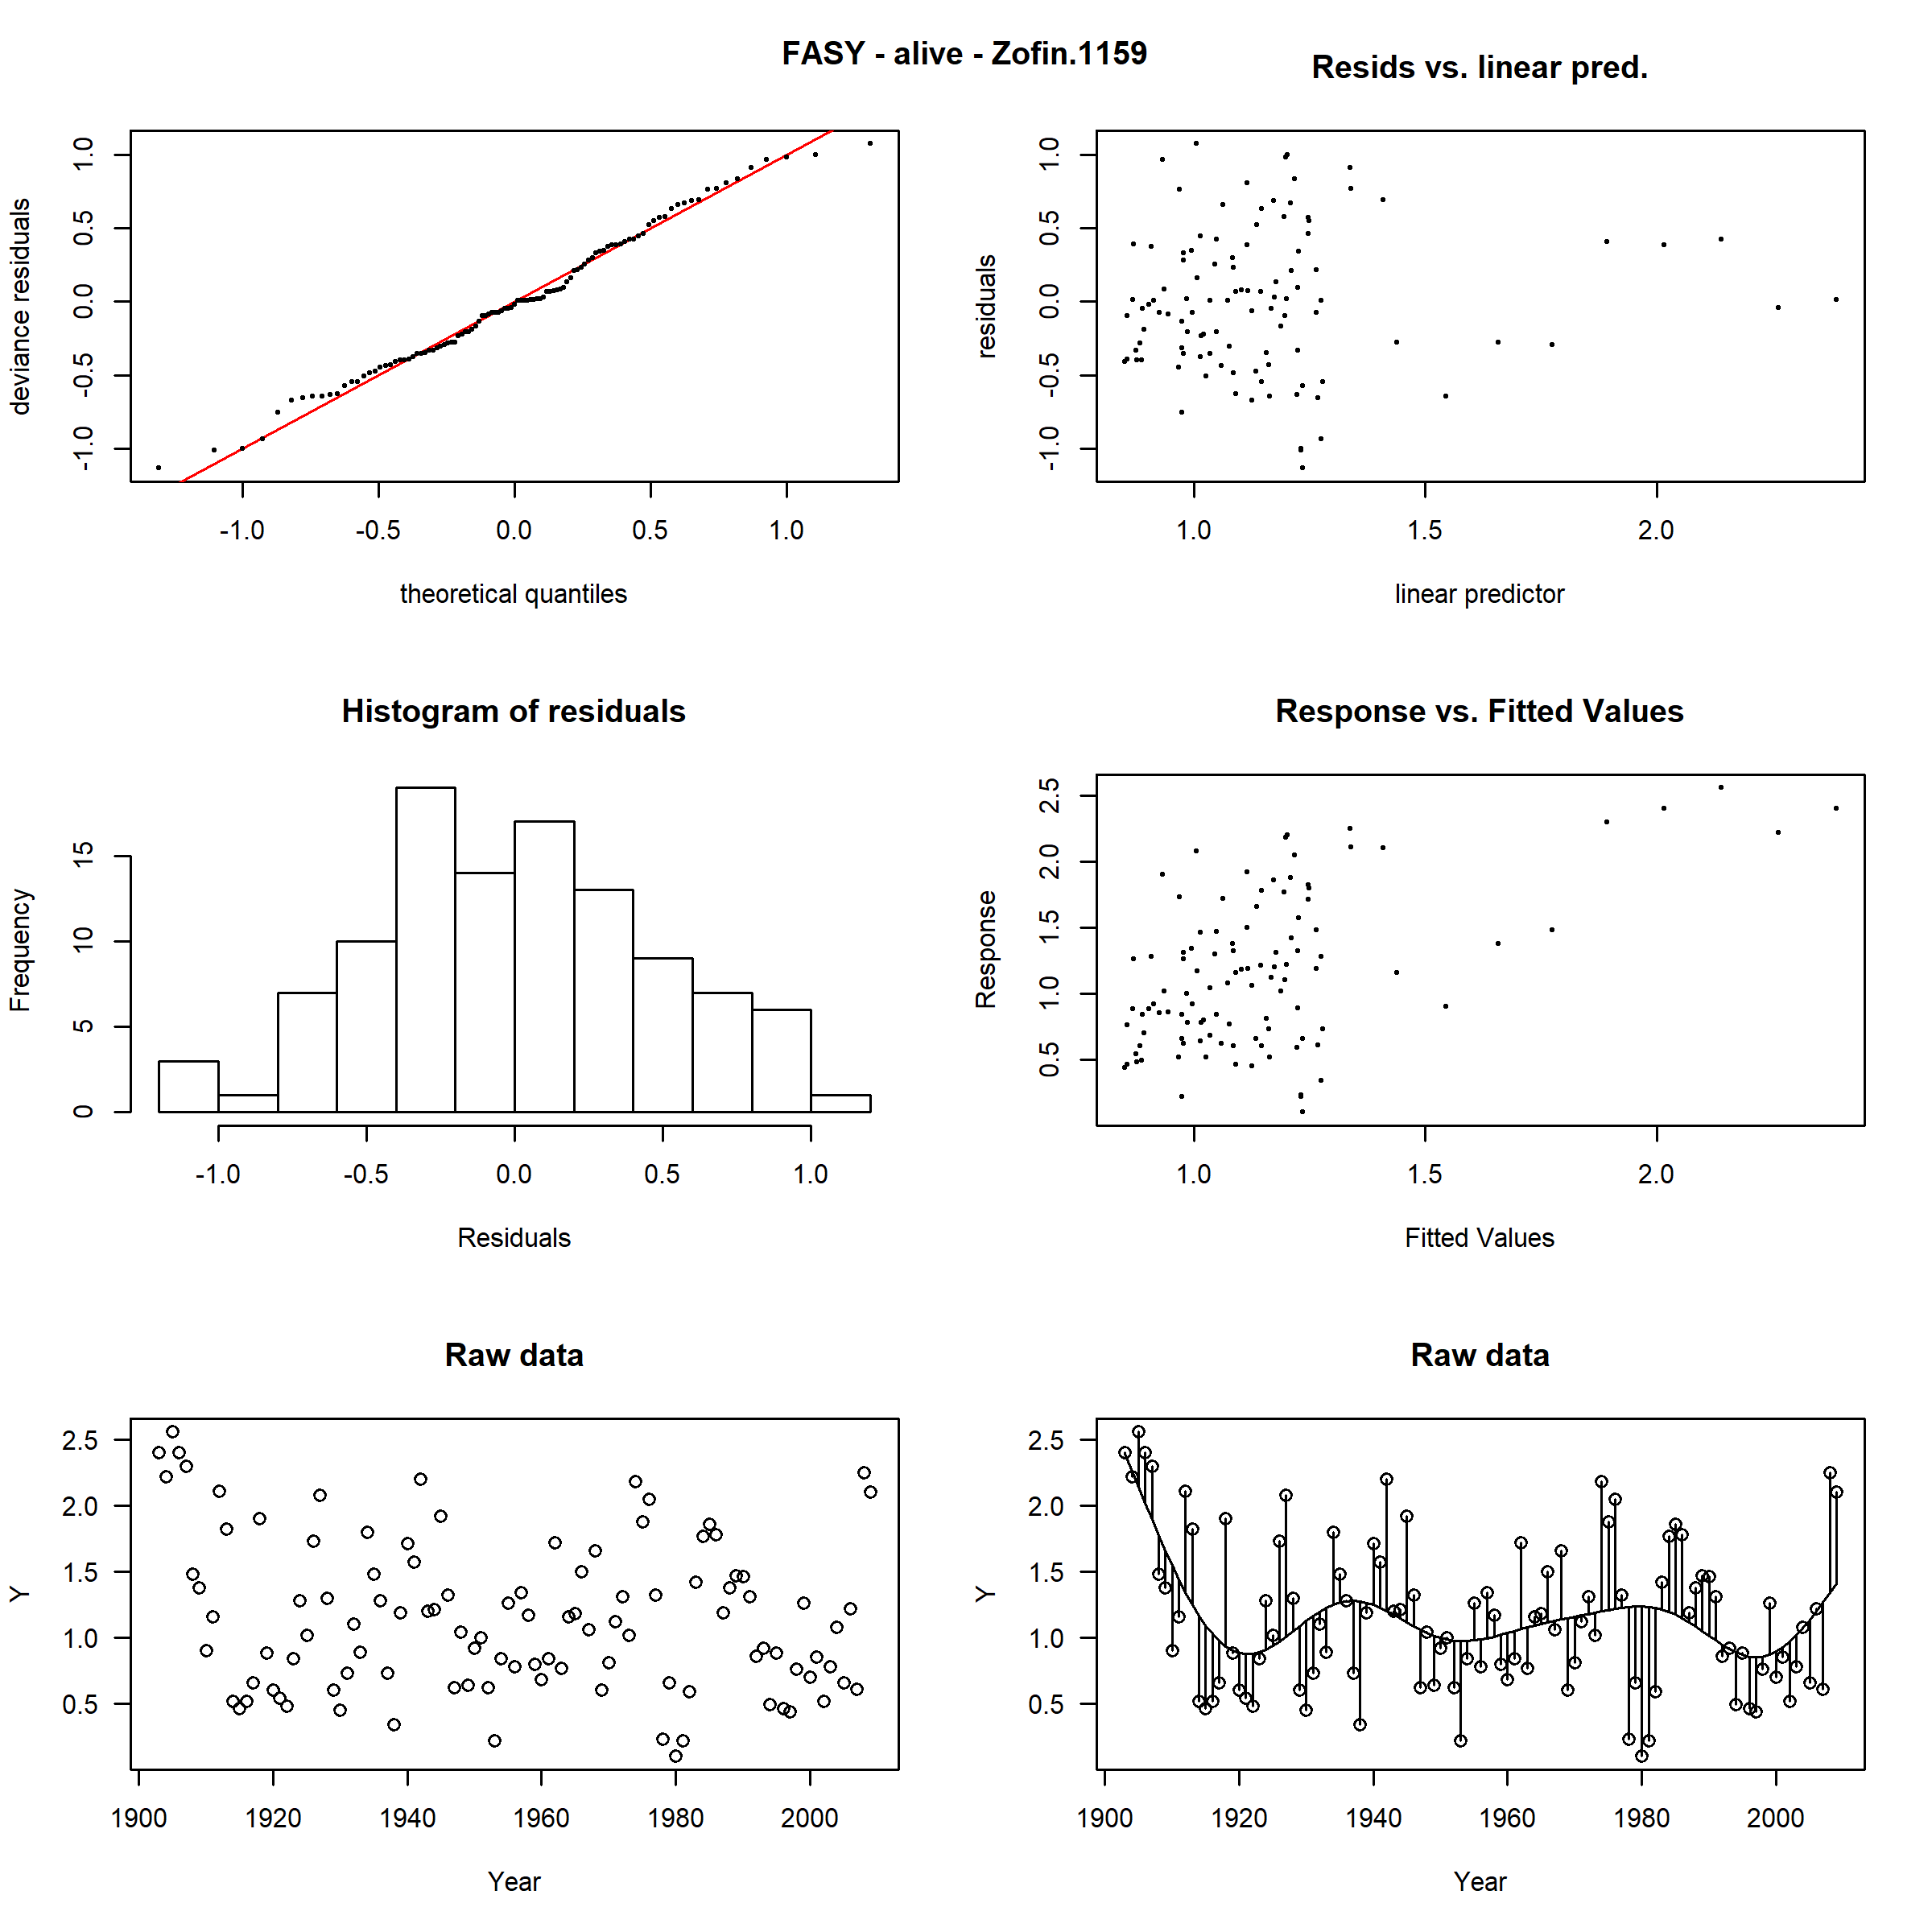 FASY - alive - Zofin.1159
Resids vs. linear pred.
deviance residuals
1.0
0.5
0.0
-0.5
-1.0
-1.0 -0.5 0.0 0.5 1.0
theoretical quantiles
residuals
1.0
0.5
0.0
-0.5
-1.0
1.0 1.5 2.0
linear predictor
Histogram of residuals
Frequency
15
10
5
0
-1.0 -0.5 0.0 0.5 1.0
Residuals
Response vs. Fitted Values
Response
2.5
2.0
1.5
1.0
0.5
1.0 1.5 2.0
Fitted Values
Raw data
Y
2.5
2.0
1.5
1.0
0.5
1900 1920 1940 1960 1980 2000
Year
Raw data
Y
2.5
2.0
1.5
1.0
0.5
1900 1920 1940 1960 1980 2000
Year